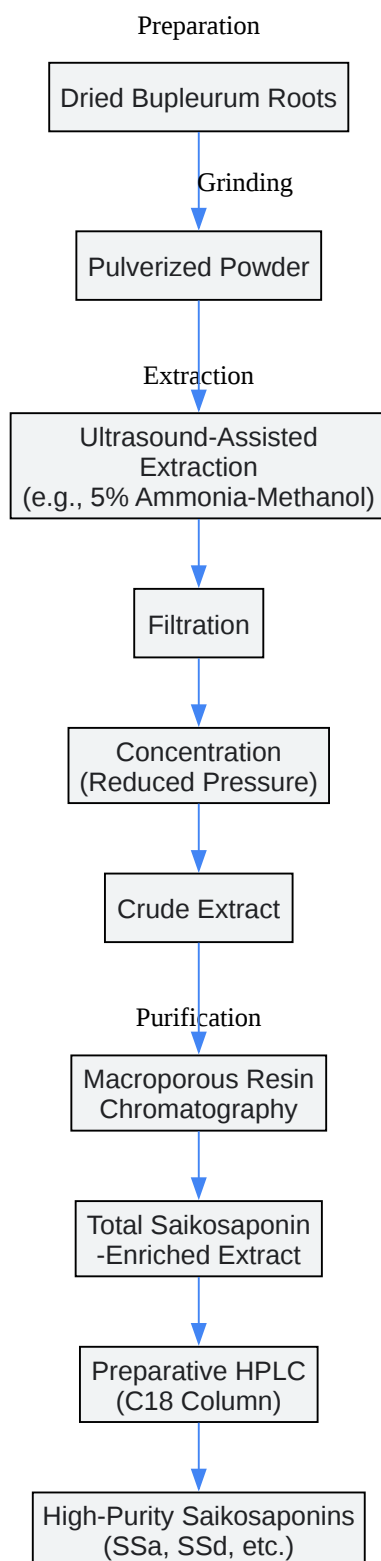 Preparation
Dried Bupleurum Roots
Grinding
Pulverized Powder
Extraction
Ultrasound-Assisted
Extraction
(e.g., 5% Ammonia-Methanol)
Filtration
Concentration
(Reduced Pressure)
Crude Extract
Purification
Macroporous Resin
Chromatography
Total Saikosaponin
-Enriched Extract
Preparative HPLC
(C18 Column)
High-Purity Saikosaponins
(SSa, SSd, etc.)